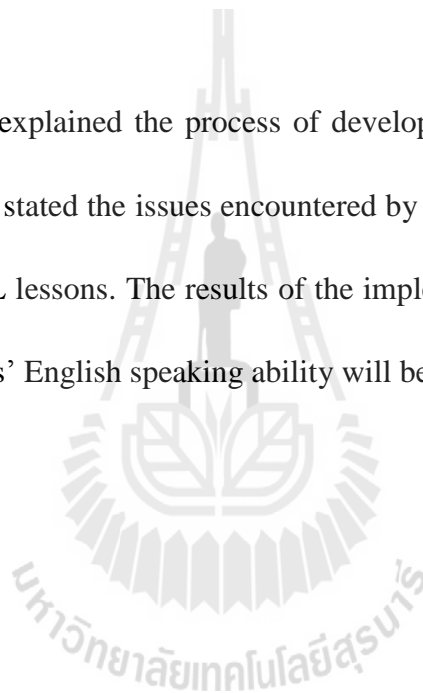 explained the process of develop
stated the issues encountered by
lessons. The results of the imple
English speaking ability will be
มหาวิทยาลัยเทคโนโลยีสุรนารี